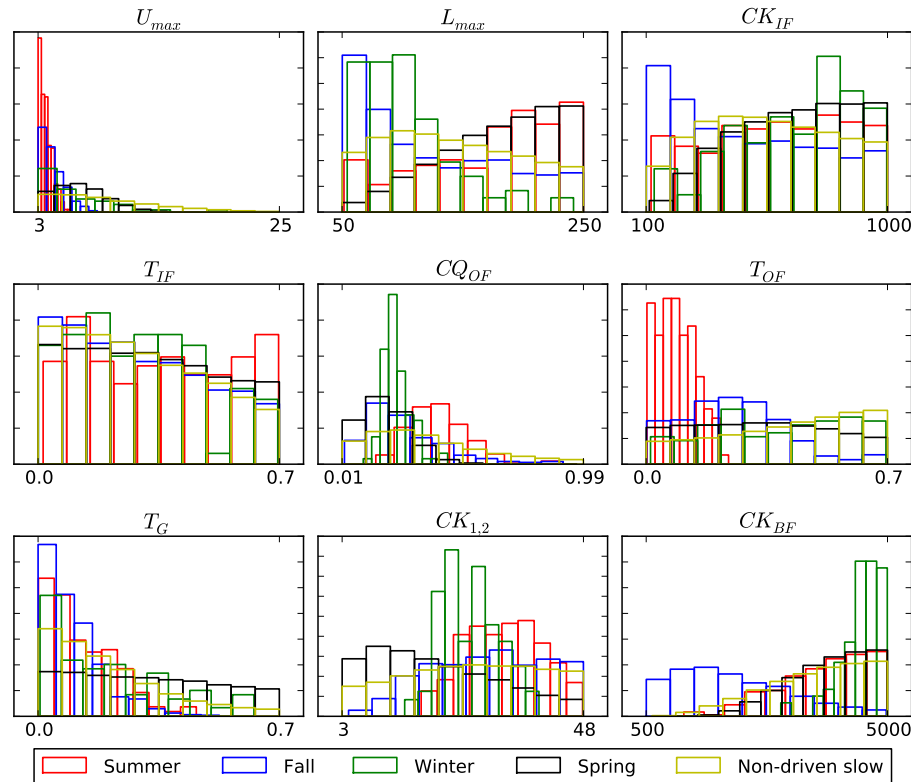 U_max L_max CK_IF
3 25 50 250 100 1000
T_IF CQ_OF T_OF
0.0 0.7 0.01 0.99 0.0 0.7
T_G CK_1,2 CK_BF
0.0 0.7 3 48 500 5000
Summer Fall Winter Spring Non-driven slow